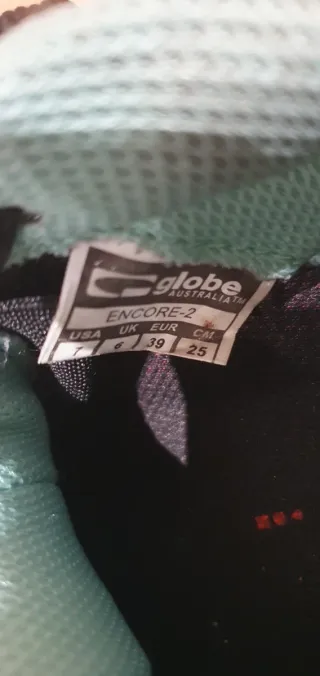 globe
AUSTRALIA™
ENCORE-2
USA UK EUR CM
7 6 39 25